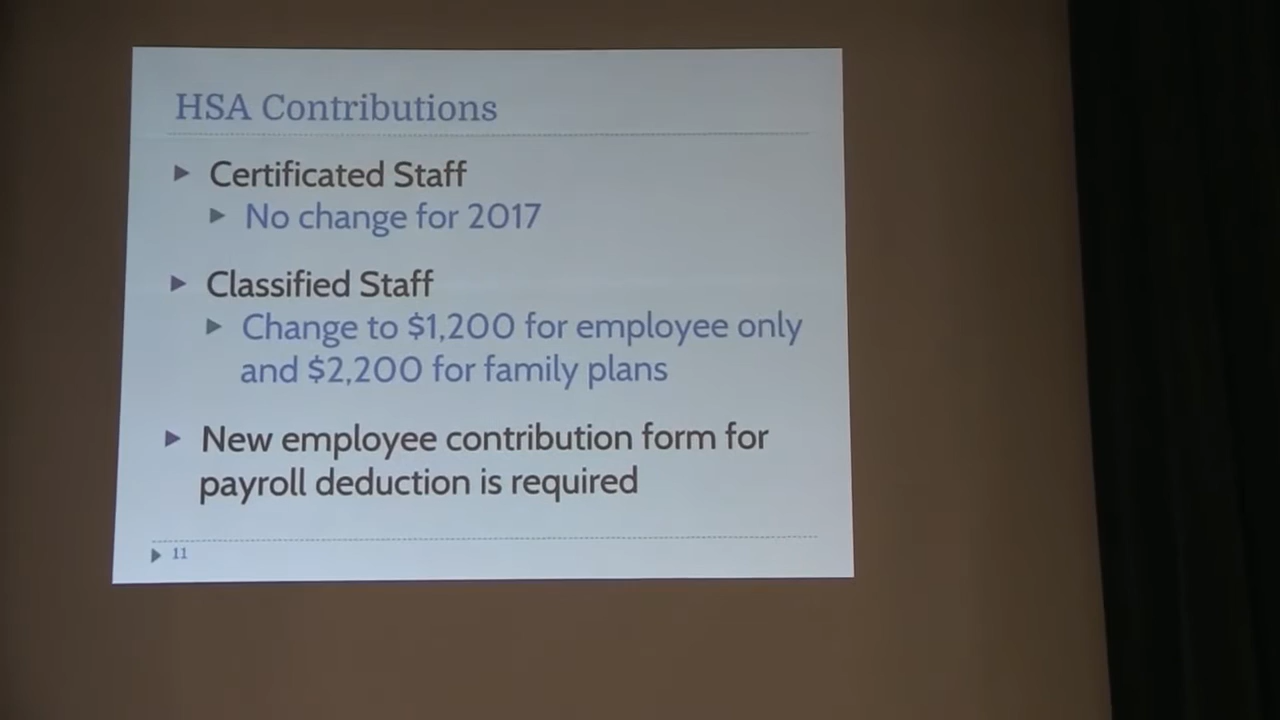 HSA Contributions
Certificated Staff
No change for 2017
Classified Staff
Change to $1,200 for employee only
and $2,200 for family plans
New employee contribution form for
payroll deduction is required
11